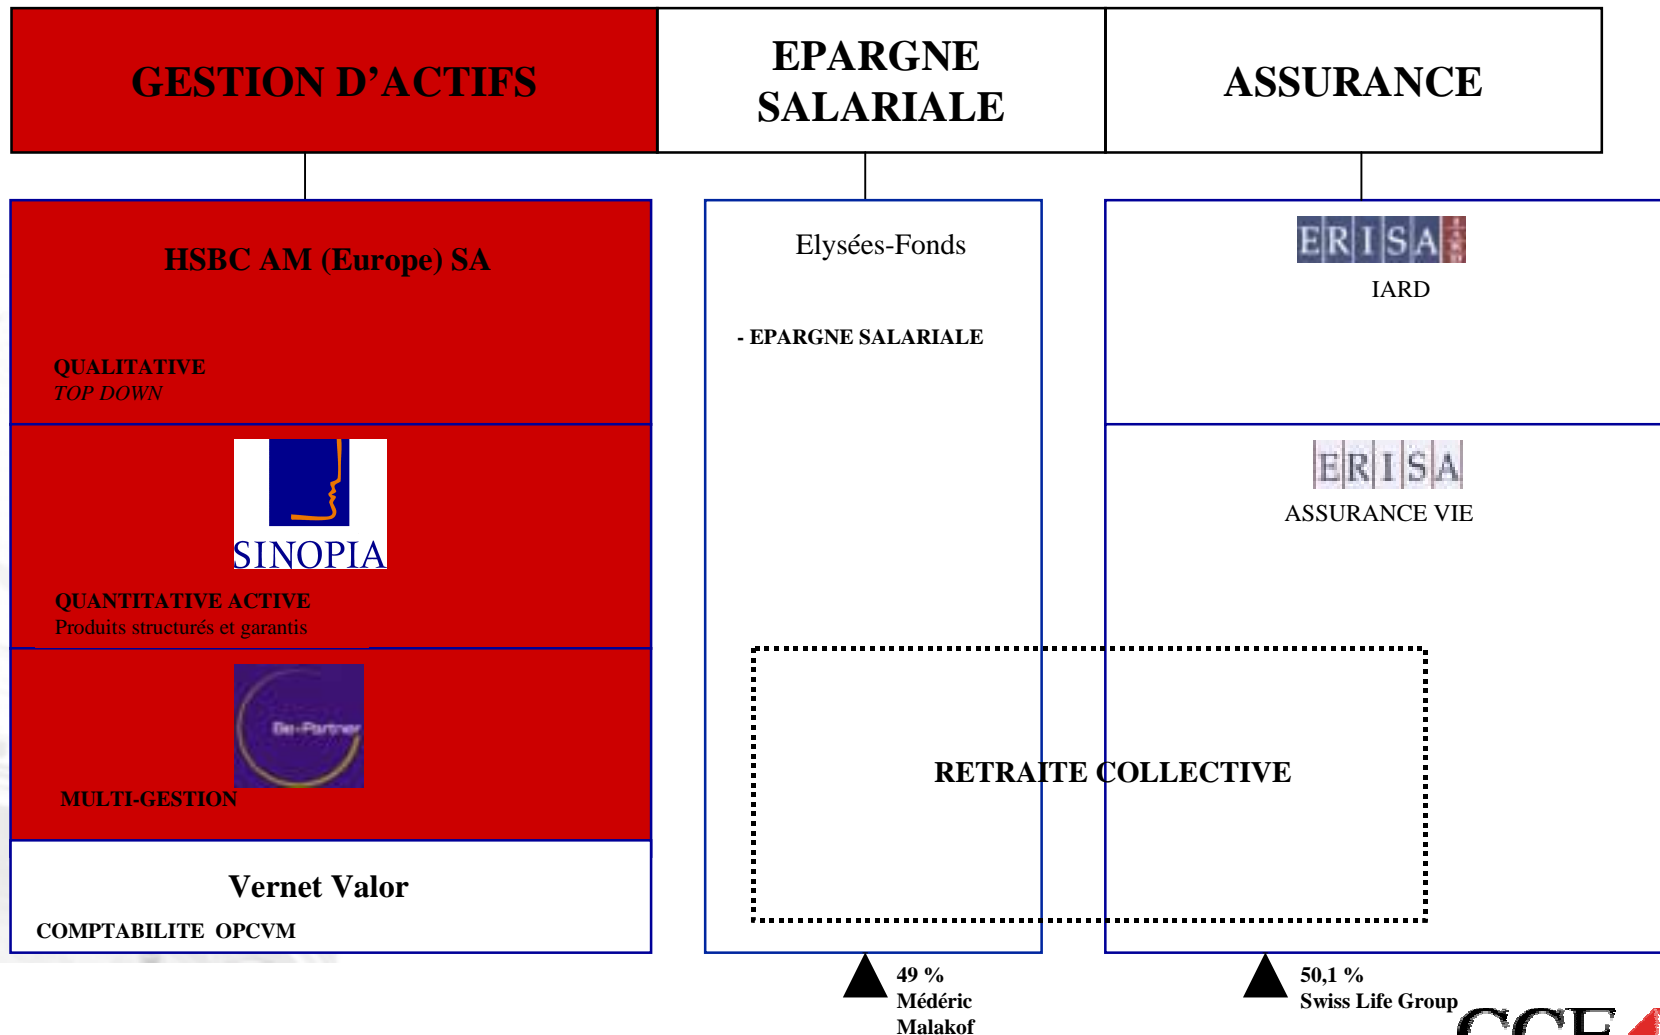 GESTION D’ACTIFS
EPARGNE
SALARIALE
ASSURANCE
HSBC AM (Europe) SA
QUALITATIVE
TOP DOWN
SINOPIA
QUANTITATIVE ACTIVE
Produits structurés et garantis
Be-Partner
MULTI-GESTION
Vernet Valor
COMPTABILITE OPCVM
Elysées-Fonds
- EPARGNE SALARIALE
ERISA
IARD
ERISA
ASSURANCE VIE
RETRAITE COLLECTIVE
49 %
Médéric
Malakof
50,1 %
Swiss Life Group